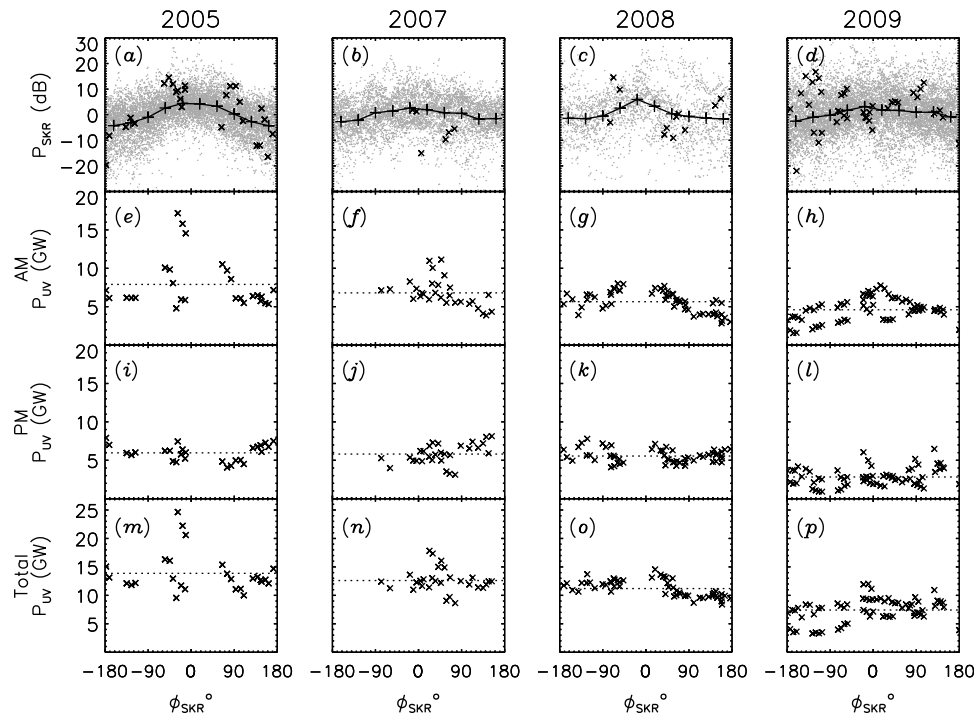 2005 2007 2008 2009
30
20
10
0
−10
−20
P_SKR (dB)
(a) (b) (c) (d)
20
15
10
5
AM
P_UV (GW)
(e) (f) (g) (h)
20
15
10
5
PM
P_UV (GW)
(i) (j) (k) (l)
25
20
15
10
5
Total
P_UV (GW)
(m) (n) (o) (p)
−180 −90 0 90 180 −180 −90 0 90 180 −180 −90 0 90 180 −180 −90 0 90 180
ϕ_SKR° ϕ_SKR° ϕ_SKR° ϕ_SKR°